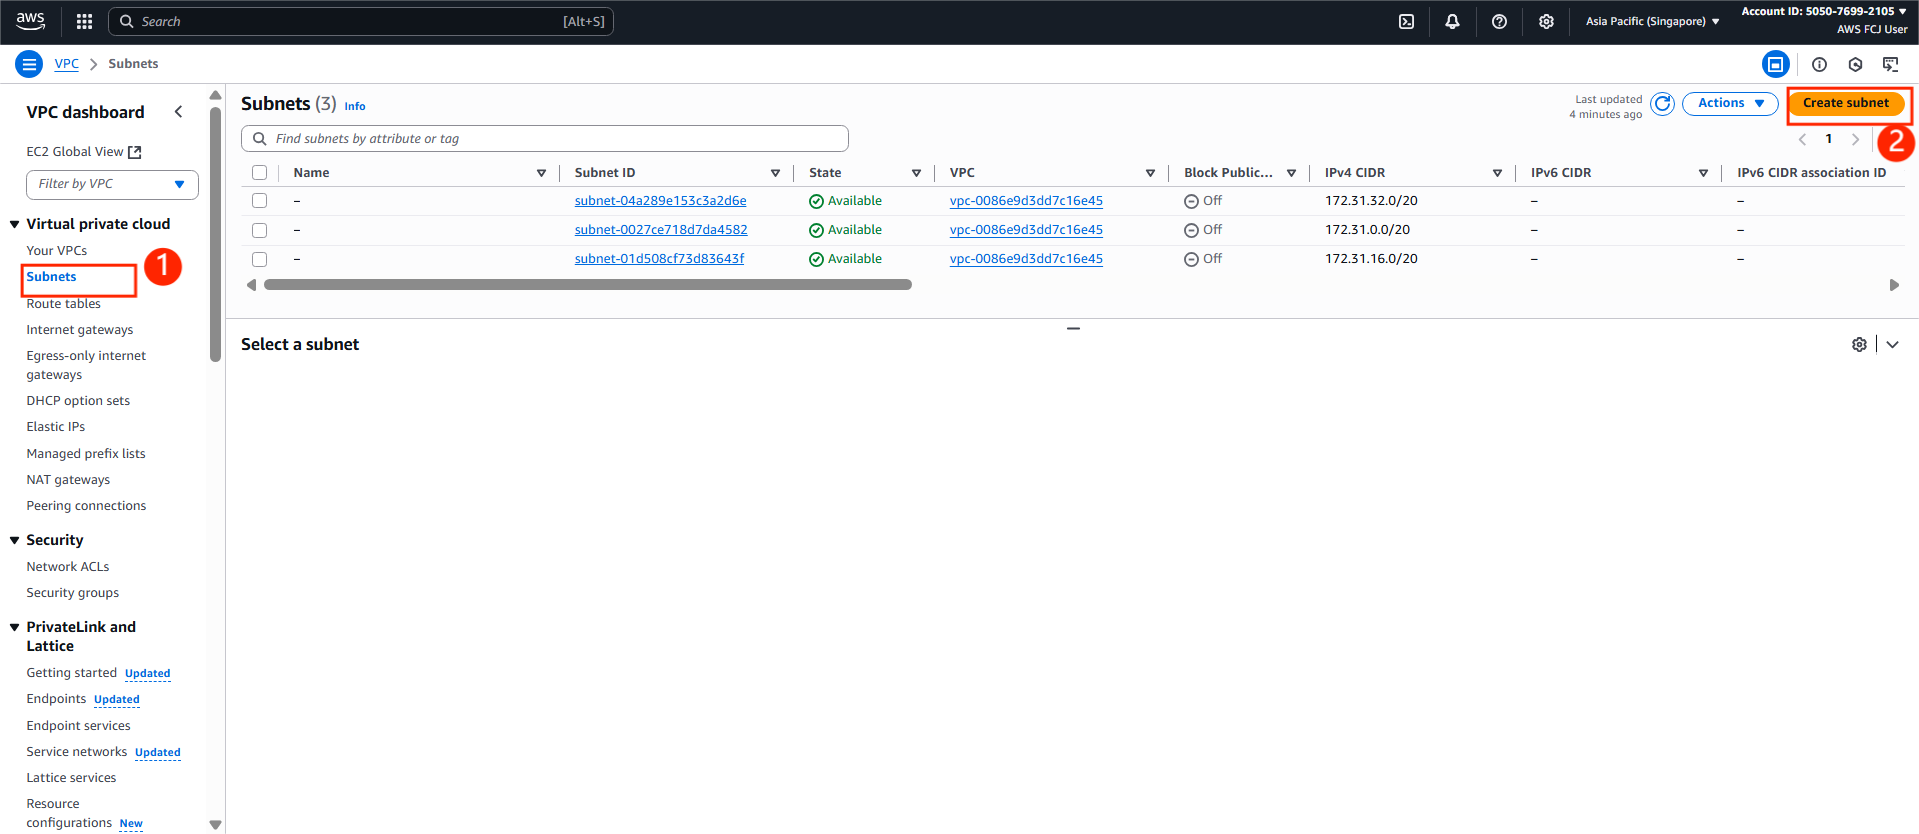 aws Search [Alt+S] Asia Pacific (Singapore) Account ID: 5050-7699-2105
AWS FCJ User
VPC Subnets
VPC dashboard
EC2 Global View
Filter by VPC
Virtual private cloud
Your VPCs
Subnets
1
Route tables
Internet gateways
Egress-only internet
gateways
DHCP option sets
Elastic IPs
Managed prefix lists
NAT gateways
Peering connections
Security
Network ACLs
Security groups
PrivateLink and
Lattice
Getting started Updated
Endpoints Updated
Endpoint services
Service networks Updated
Lattice services
Resource
configurations New
Subnets (3) Info
Last updated
4 minutes ago
Actions
Create subnet
2
Find subnets by attribute or tag
1
Name Subnet ID State VPC Block Public... IPv4 CIDR IPv6 CIDR IPv6 CIDR association ID
– subnet-04a289e153c3a2d6e Available vpc-0086e9d3dd7c16e45 Off 172.31.32.0/20 – –
– subnet-0027ce718d7da4582 Available vpc-0086e9d3dd7c16e45 Off 172.31.0.0/20 – –
– subnet-01d508cf73d83643f Available vpc-0086e9d3dd7c16e45 Off 172.31.16.0/20 – –
Select a subnet